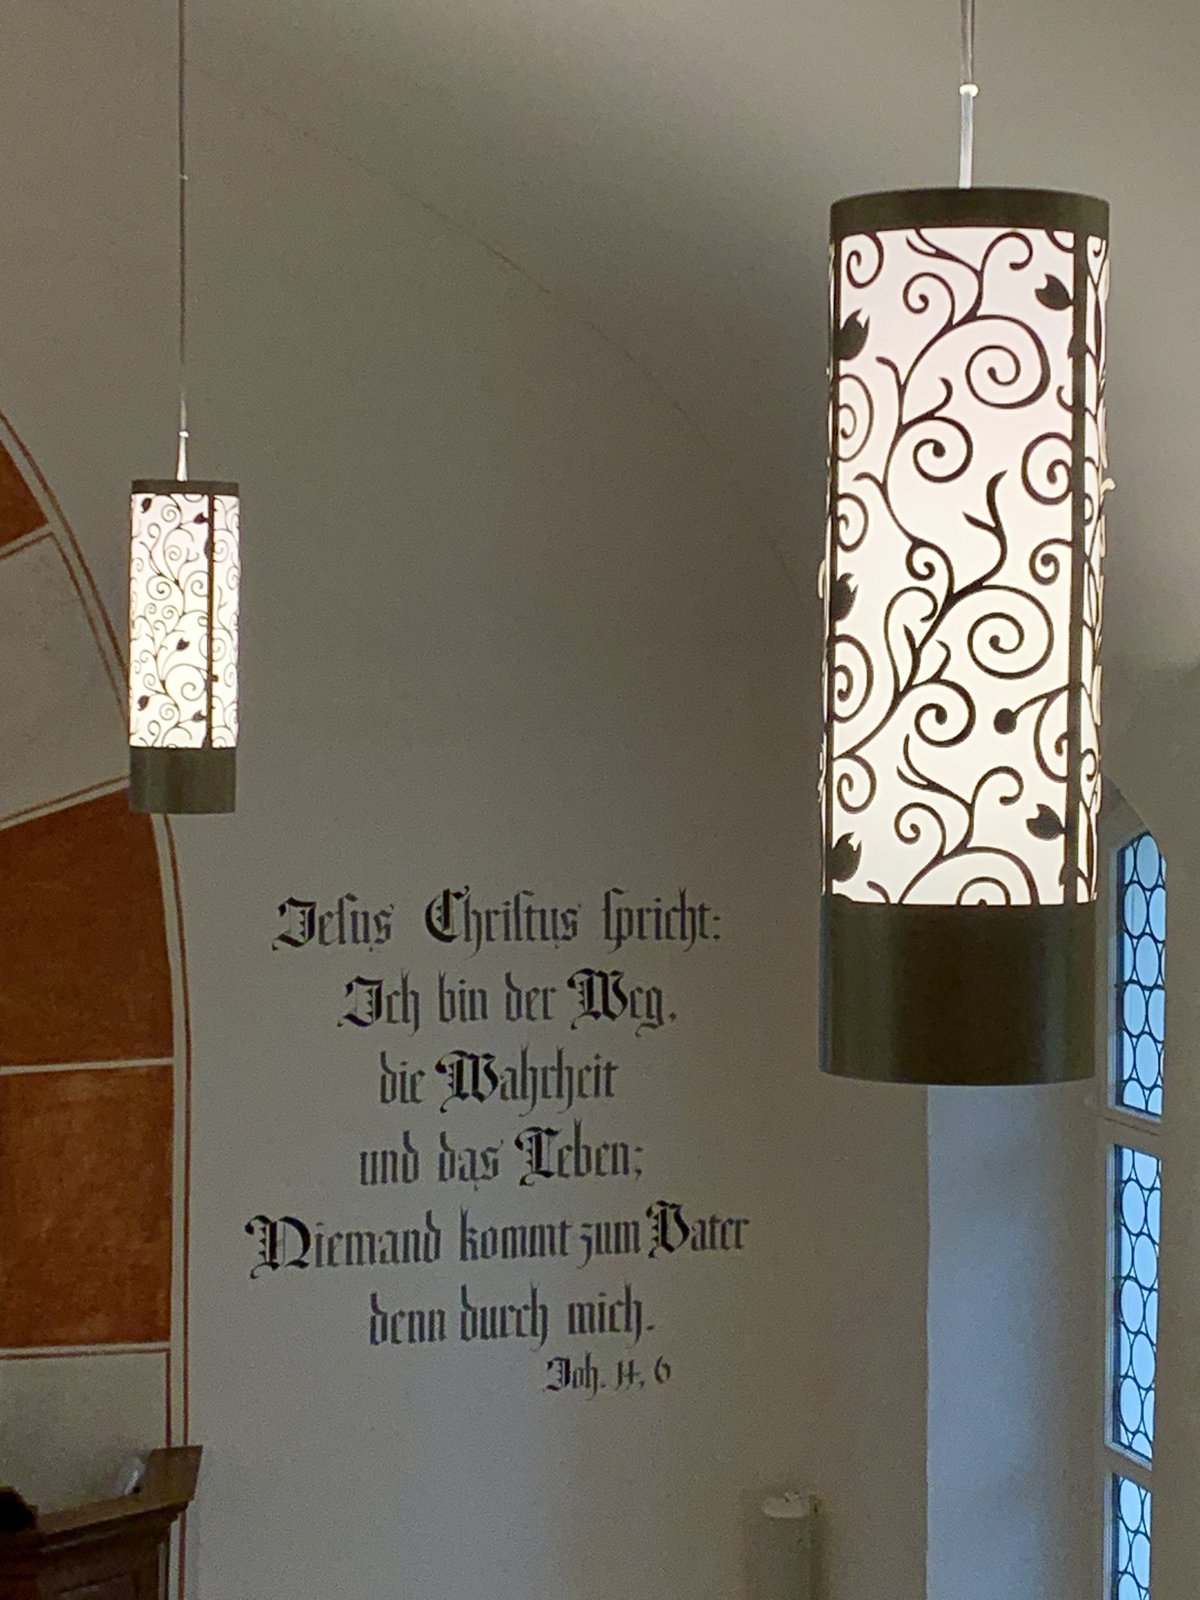 Jesus Christus spricht:
Ich bin der Weg,
die Wahrheit
und das Leben;
Niemand kommt zum Vater
denn durch mich.
Joh. 14, 6